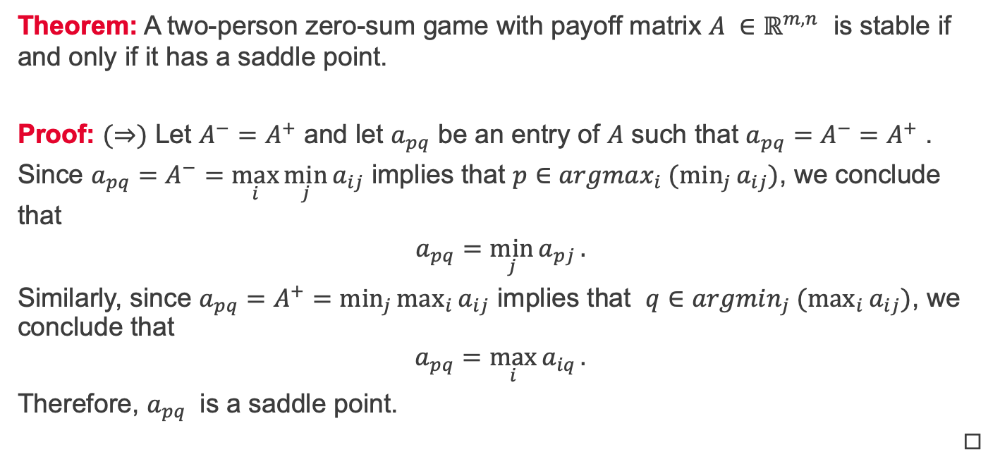 Theorem: A two-person zero-sum game with payoff matrix A ∈ ℝ^{m,n} is stable if
and only if it has a saddle point.
Proof: (⇒) Let A⁻ = A⁺ and let a_{pq} be an entry of A such that a_{pq} = A⁻ = A⁺ .
Since a_{pq} = A⁻ = max_i min_j a_{ij} implies that p ∈ argmax_i (min_j a_{ij}), we conclude
that
a_{pq} = min_j a_{pj} .
Similarly, since a_{pq} = A⁺ = min_j max_i a_{ij} implies that q ∈ argmin_j (max_i a_{ij}), we
conclude that
a_{pq} = max_i a_{iq} .
Therefore, a_{pq} is a saddle point.
□